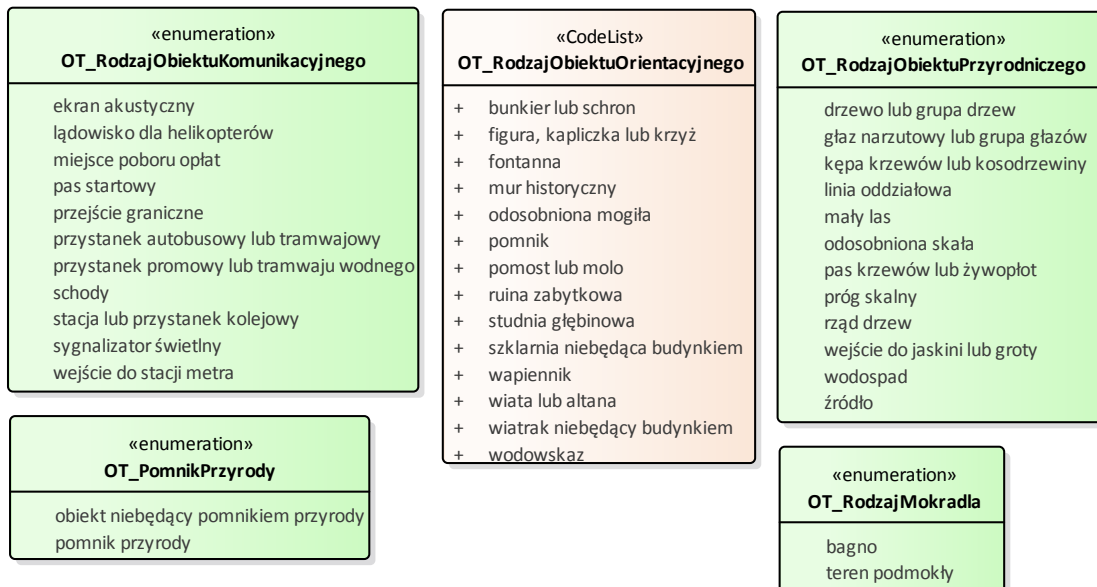 «enumeration»
OT_RodzajObiektuKomunikacyjnego
ekran akustyczny
lądowisko dla helikopterów
miejsce poboru opłat
pas startowy
przejście graniczne
przystanek autobusowy lub tramwajowy
przystanek promowy lub tramwaju wodnego
schody
stacja lub przystanek kolejowy
sygnalizator świetlny
wejście do stacji metra
«CodeList»
OT_RodzajObiektuOrientacyjnego
+ bunkier lub schron
+ figura, kapliczka lub krzyż
+ fontanna
+ mur historyczny
+ odosobniona mogiła
+ pomnik
+ pomost lub molo
+ ruina zabytkowa
+ studnia głębinowa
+ szklarnia niebędąca budynkiem
+ wapiennik
+ wiata lub altana
+ wiatrak niebędący budynkiem
+ wodowskaz
«enumeration»
OT_RodzajObiektuPrzyrodniczego
drzewo lub grupa drzew
głaz narzutowy lub grupa głazów
kępa krzewów lub kosodrzewiny
linia oddziałowa
mały las
odosobniona skała
pas krzewów lub żywopłot
próg skalny
rząd drzew
wejście do jaskini lub groty
wodospad
źródło
«enumeration»
OT_PomnikPrzyrody
obiekt niebędący pomnikiem przyrody
pomnik przyrody
«enumeration»
OT_RodzajMokradla
bagno
teren podmokły